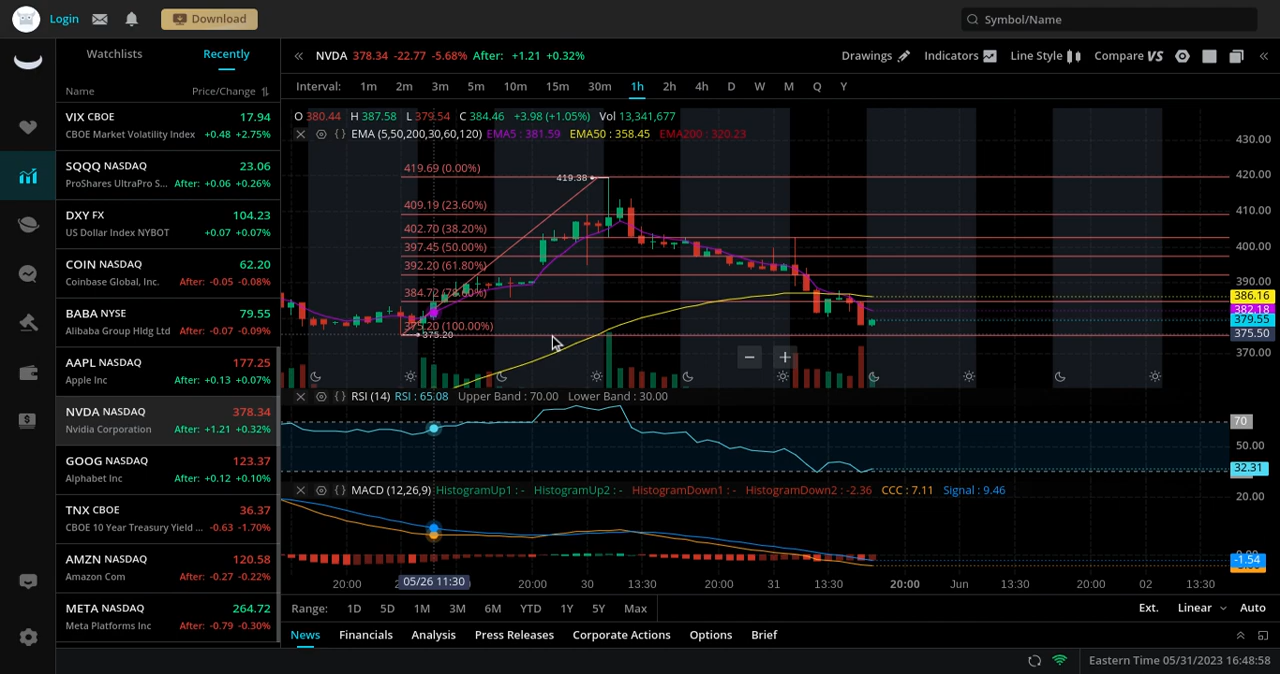 Login
Download
Symbol/Name
Watchlists Recently
Name Price/Change
VIX CBOE 17.94
CBOE Market Volatility Index +0.48 +2.75%
SQQQ NASDAQ 23.06
ProShares UltraPro S... After: +0.06 +0.26%
DXY FX 104.23
US Dollar Index NYBOT +0.07 +0.07%
COIN NASDAQ 62.20
Coinbase Global, Inc. After: -0.05 -0.08%
BABA NYSE 79.55
Alibaba Group Hldg Ltd After: -0.07 -0.09%
AAPL NASDAQ 177.25
Apple Inc After: +0.13 +0.07%
NVDA NASDAQ 378.34
Nvidia Corporation After: +1.21 +0.32%
GOOG NASDAQ 123.37
Alphabet Inc After: +0.12 +0.10%
TNX CBOE 36.37
CBOE 10 Year Treasury Yield ... -0.63 -1.70%
AMZN NASDAQ 120.58
Amazon Com After: -0.27 -0.22%
META NASDAQ 264.72
Meta Platforms Inc After: -0.79 -0.30%
NVDA 378.34 -22.77 -5.68% After: +1.21 +0.32%
Drawings Indicators Line Style Compare VS
Interval: 1m 2m 3m 5m 10m 15m 30m 1h 2h 4h D W M Q Y
O 380.44 H 387.58 L 379.54 C 384.46 +3.98 (+1.05%) Vol 13,341,677
EMA (5,50,200,30,60,120) EMA5 : 381.59 EMA50 : 358.45 EMA200 : 320.23
419.69 (0.00%)
419.38
409.19 (23.60%)
402.70 (38.20%)
397.45 (50.00%)
392.20 (61.80%)
384.72 (78.60%)
375.20 (100.00%)
375.20
430.00
420.00
410.00
400.00
390.00
386.16
382.18
379.55
375.50
370.00
RSI (14) RSI : 65.08 Upper Band : 70.00 Lower Band : 30.00
70
50.00
32.31
MACD (12,26,9) HistogramUp1 : - HistogramUp2 : - HistogramDown1 : - HistogramDown2 : -2.36 CCC : 7.11 Signal : 9.46
20.00
0.00
-1.54
20:00 05/26 11:30 20:00 30 13:30 20:00 31 13:30 20:00 Jun 13:30 20:00 02 13:30
Range: 1D 5D 1M 3M 6M YTD 1Y 5Y Max
Ext. Linear Auto
News Financials Analysis Press Releases Corporate Actions Options Brief
Eastern Time 05/31/2023 16:48:58